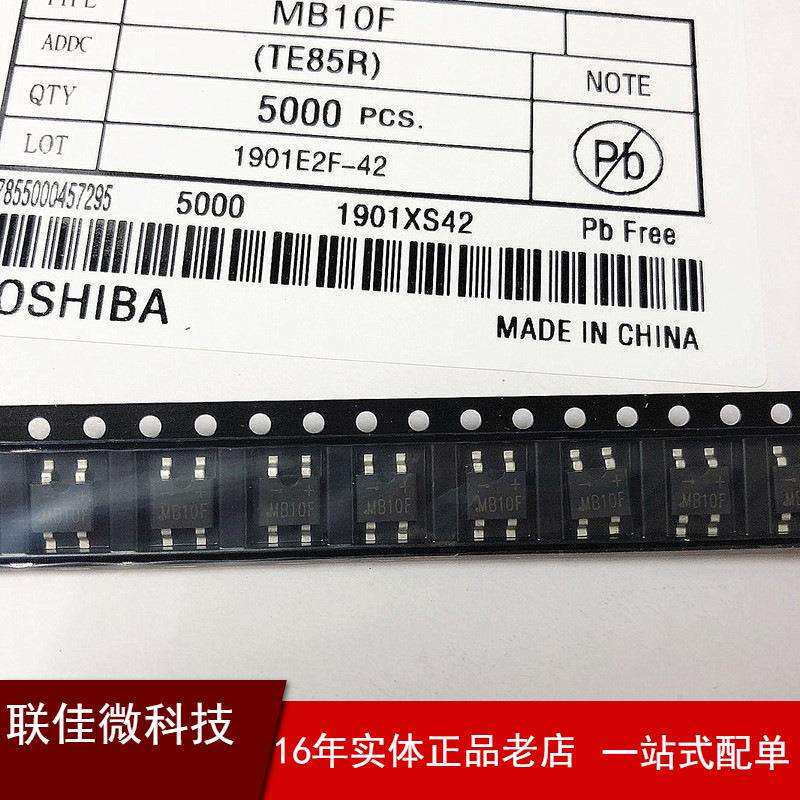 TYPE MB10F
ADDC (TE85R) NOTE
QTY 5000 PCS.
LOT 1901E2F-42
Pb
7855000457295 5000 1901XS42 Pb Free
OSHIBA MADE IN CHINA
MB10F MB10F MB10F MB10F MB10F MB10F MB10F
联佳微科技
16年实体正品老店 一站式配单